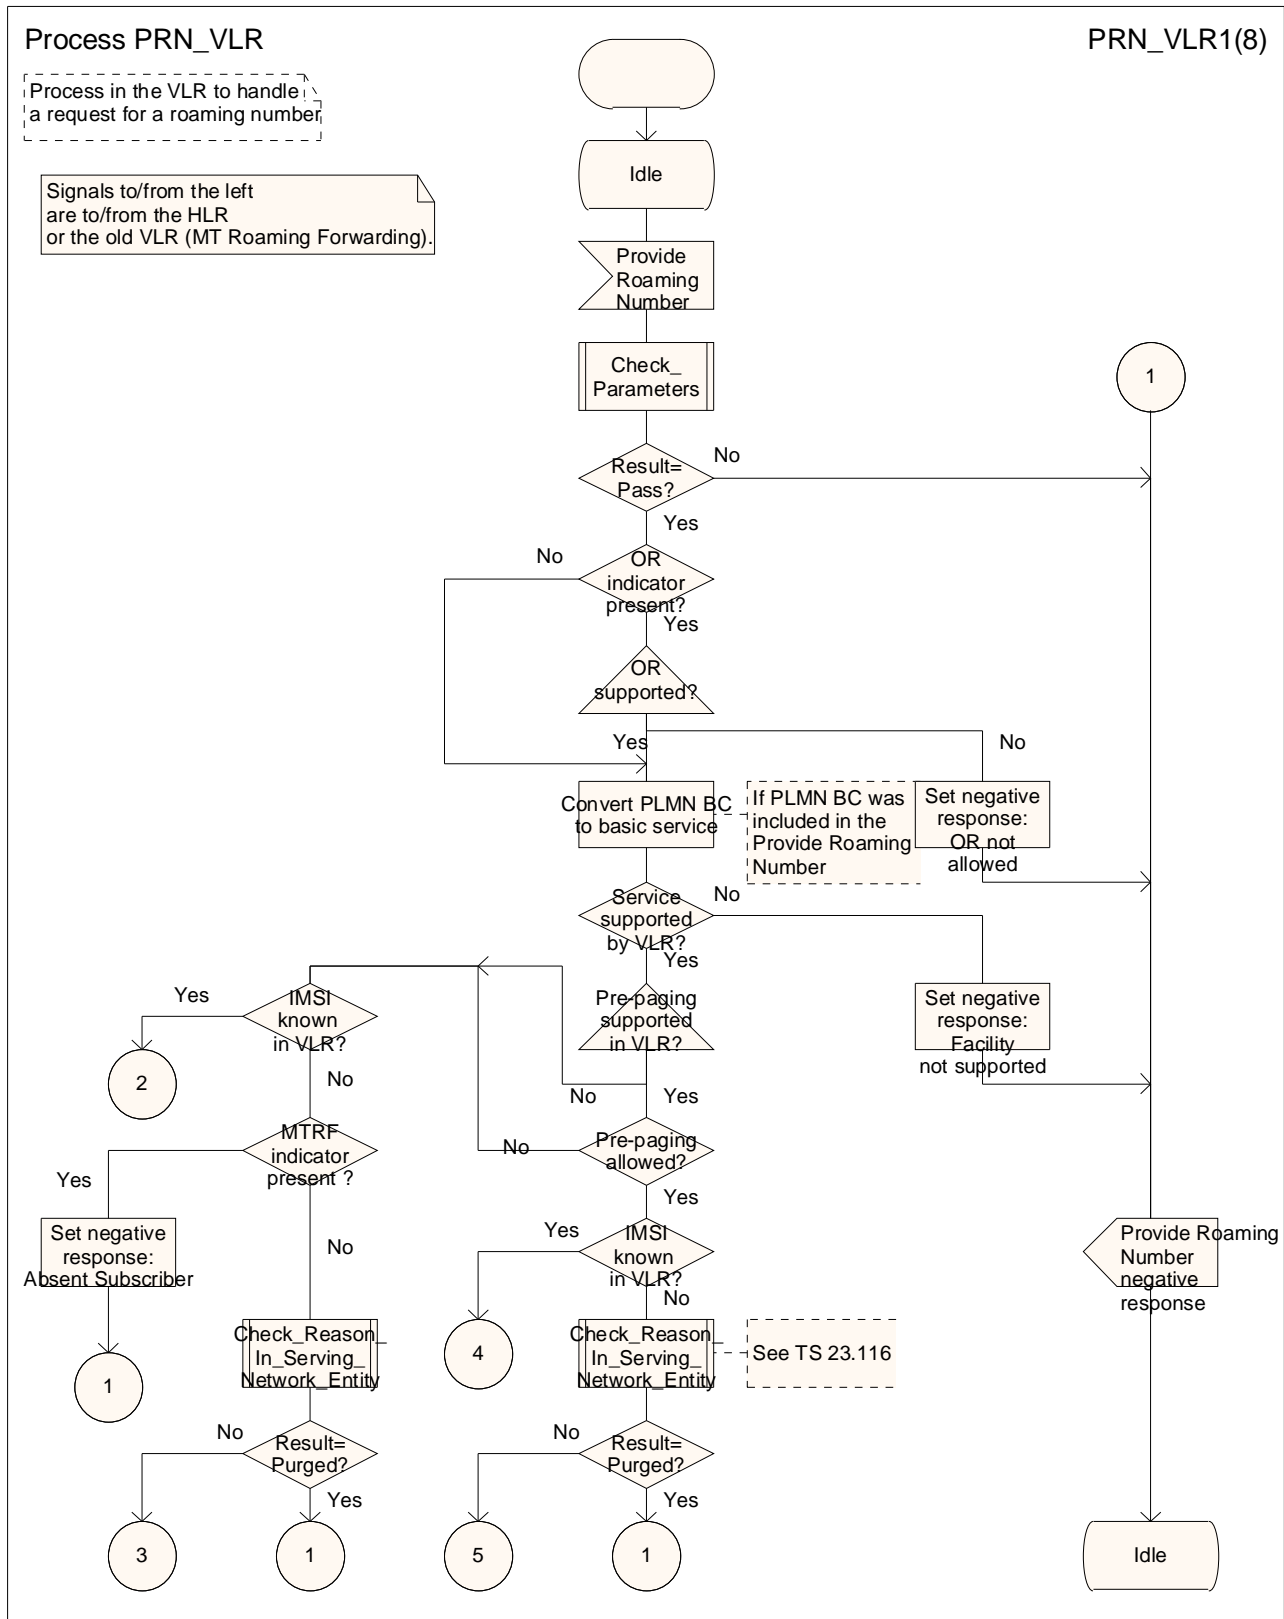 Process PRN_VLR
PRN_VLR1(8)
Process in the VLR to handle
a request for a roaming number
Signals to/from the left
are to/from the HLR
or the old VLR (MT Roaming Forwarding).
Idle
Provide
Roaming
Number
Check_
Parameters
1
Result=
Pass?
No
Yes
OR
indicator
present?
No
Yes
OR
supported?
Yes
No
Convert PLMN BC
to basic service
If PLMN BC was
included in the
Provide Roaming
Number
Set negative
response:
OR not
allowed
Service
supported
by VLR?
No
Yes
Yes
IMSI
known
in VLR?
Pre-paging
supported
in VLR?
Set negative
response:
Facility
not supported
2
No
No
Yes
MTRF
indicator
present ?
Yes
No
Pre-paging
allowed?
Yes
Set negative
response:
Absent Subscriber
No
Yes
IMSI
known
in VLR?
No
Provide Roaming
Number
negative
response
1
Check_Reason_
In_Serving_
Network_Entity
4
Check_Reason_
In_Serving_
Network_Entity
See TS 23.116
No
Result=
Purged?
Yes
No
Result=
Purged?
Yes
3
1
5
1
Idle